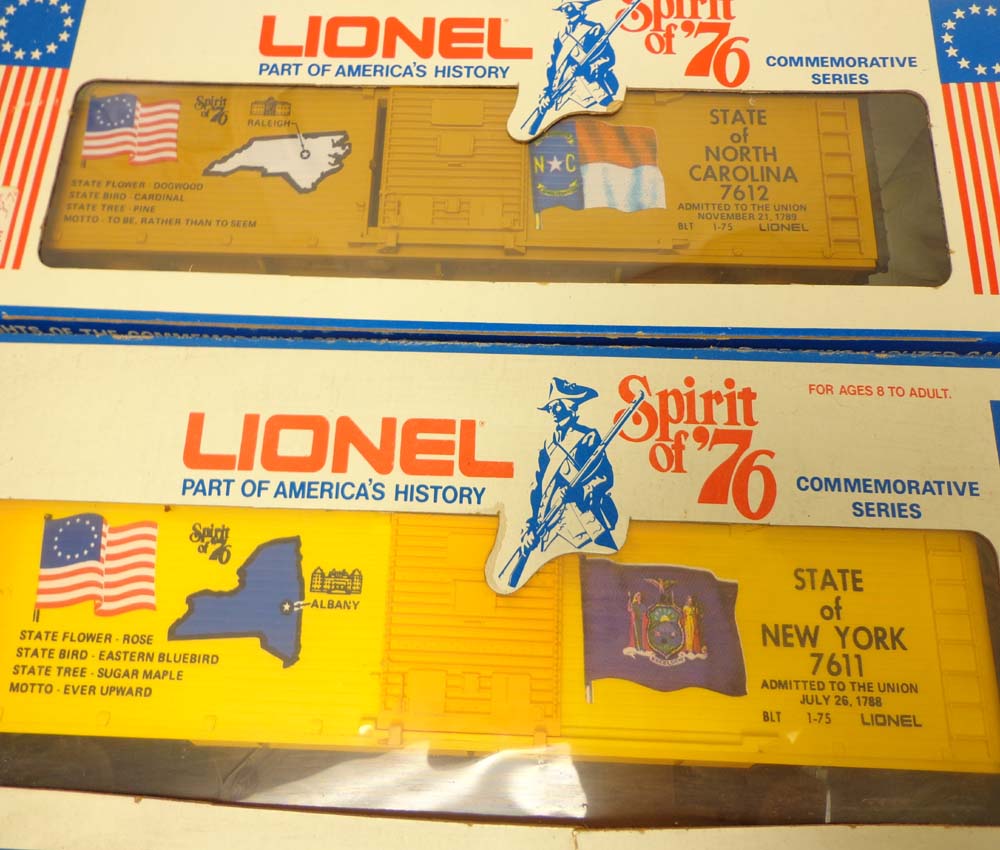 LIONEL
PART OF AMERICA'S HISTORY
Spirit
of '76
COMMEMORATIVE
SERIES
Spirit
of '76
RALEIGH
STATE FLOWER - DOGWOOD
STATE BIRD - CARDINAL
STATE TREE - PINE
MOTTO - TO BE, RATHER THAN TO SEEM
N C
STATE
of
NORTH
CAROLINA
7612
ADMITTED TO THE UNION
NOVEMBER 21, 1789
BLT 1-75 LIONEL
OF THE
LIONEL
PART OF AMERICA'S HISTORY
Spirit
of '76
FOR AGES 8 TO ADULT.
COMMEMORATIVE
SERIES
Spirit
of '76
ALBANY
STATE FLOWER - ROSE
STATE BIRD - EASTERN BLUEBIRD
STATE TREE - SUGAR MAPLE
MOTTO - EVER UPWARD
EXCELSIOR
STATE
of
NEW YORK
7611
ADMITTED TO THE UNION
JULY 26, 1788
BLT 1-75 LIONEL